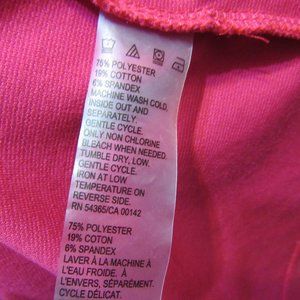 75% POLYESTER
19% COTTON
6% SPANDEX
MACHINE WASH COLD,
INSIDE OUT AND
SEPARATELY.
GENTLE CYCLE.
ONLY NON CHLORINE
BLEACH WHEN NEEDED.
TUMBLE DRY, LOW.
GENTLE CYCLE.
IRON AT LOW
TEMPERATURE ON
REVERSE SIDE.
RN 54365/CA 00142
75% POLYESTER
19% COTON
6% SPANDEX
LAVER À LA MACHINE À
L'EAU FROIDE. À
L'ENVERS, SÉPARÉMENT.
CYCLE DÉLICAT.